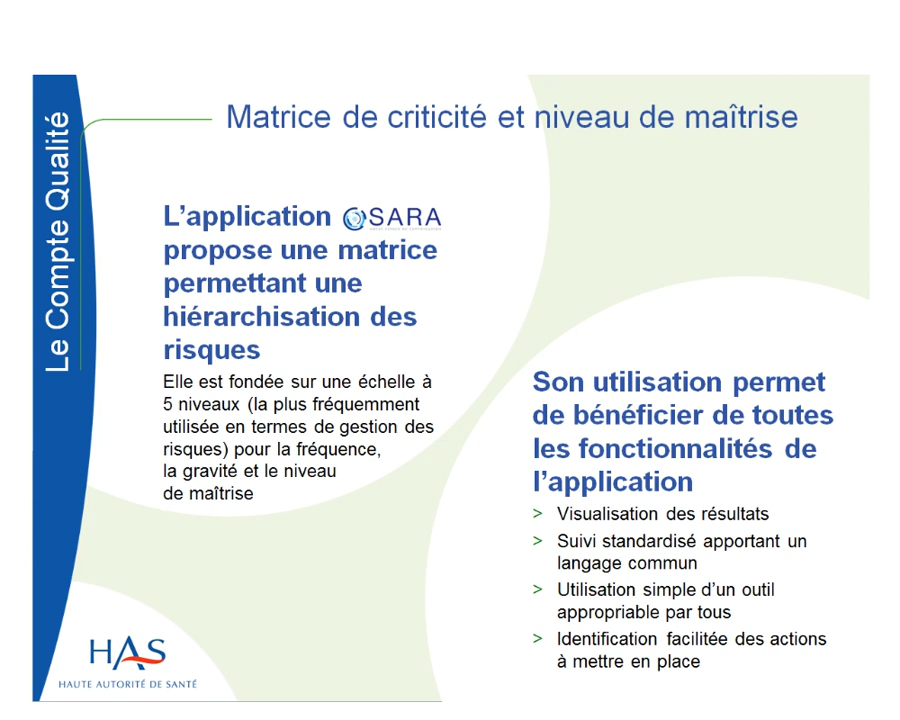 Le Compte Qualité
Matrice de criticité et niveau de maîtrise
L’application SARA
propose une matrice
permettant une
hiérarchisation des
risques
Elle est fondée sur une échelle à
5 niveaux (la plus fréquemment
utilisée en termes de gestion des
risques) pour la fréquence,
la gravité et le niveau
de maîtrise
Son utilisation permet
de bénéficier de toutes
les fonctionnalités de
l’application
> Visualisation des résultats
> Suivi standardisé apportant un
langage commun
> Utilisation simple d’un outil
appropriable par tous
> Identification facilitée des actions
à mettre en place
HAS
HAUTE AUTORITÉ DE SANTÉ